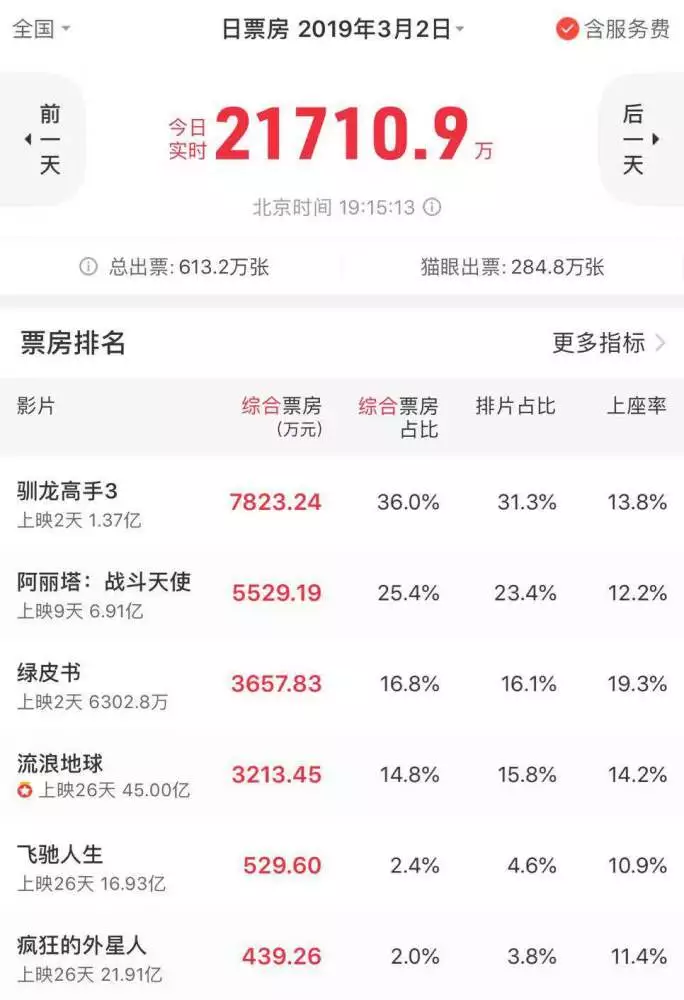 全国 日票房 2019年3月2日 含服务费
前一天
今日实时 21710.9 万
后一天
北京时间 19:15:13
总出票: 613.2万张 猫眼出票: 284.8万张
票房排名 更多指标
影片 综合票房(万元) 综合票房占比 排片占比 上座率
驯龙高手3 7823.24 36.0% 31.3% 13.8%
上映2天 1.37亿
阿丽塔：战斗天使 5529.19 25.4% 23.4% 12.2%
上映9天 6.91亿
绿皮书 3657.83 16.8% 16.1% 19.3%
上映2天 6302.8万
流浪地球 3213.45 14.8% 15.8% 14.2%
上映26天 45.00亿
飞驰人生 529.60 2.4% 4.6% 10.9%
上映26天 16.93亿
疯狂的外星人 439.26 2.0% 3.8% 11.4%
上映26天 21.91亿